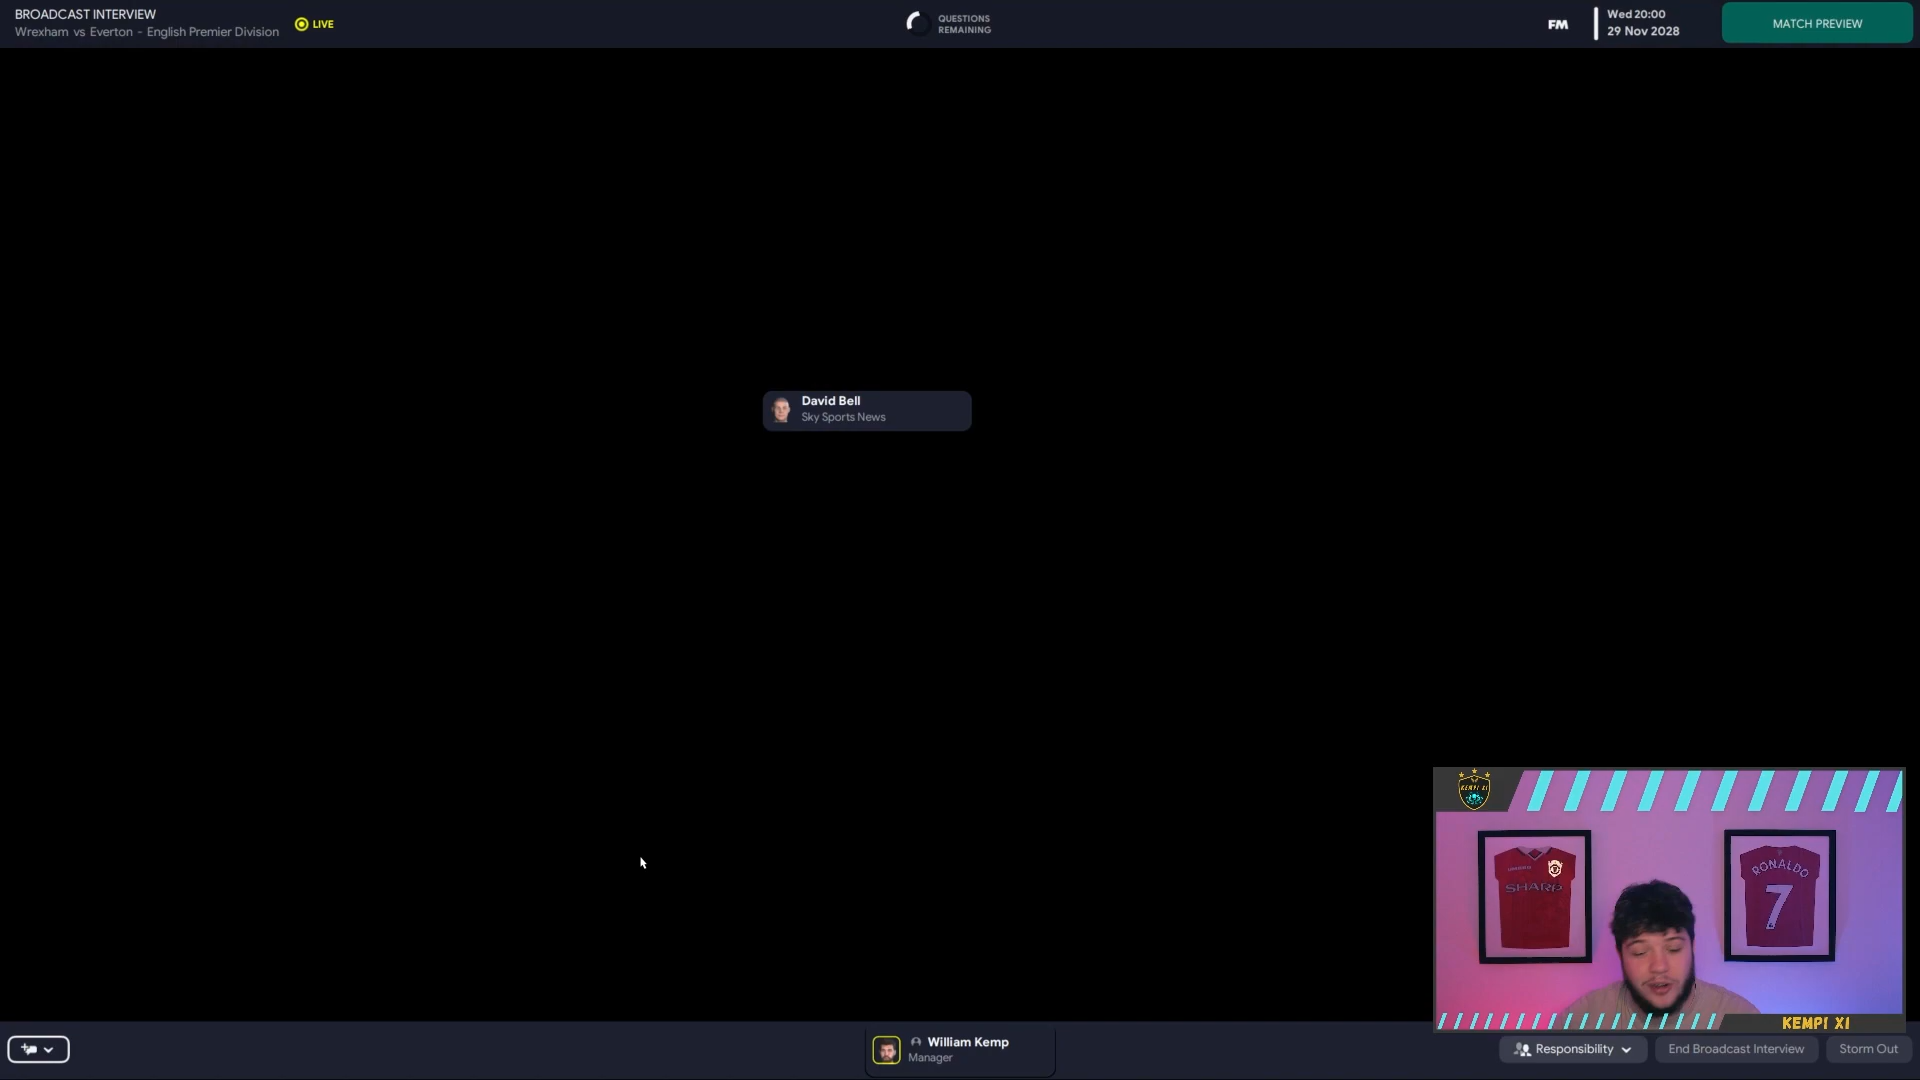 BROADCAST INTERVIEW
Wrexham vs Everton - English Premier Division
LIVE
QUESTIONS
REMAINING
FM
Wed 20:00
29 Nov 2028
MATCH PREVIEW
David Bell
Sky Sports News
KEMPI XI
SHARP
RONALDO
7
KEMPI XI
William Kemp
Manager
Responsibility
End Broadcast Interview
Storm Out